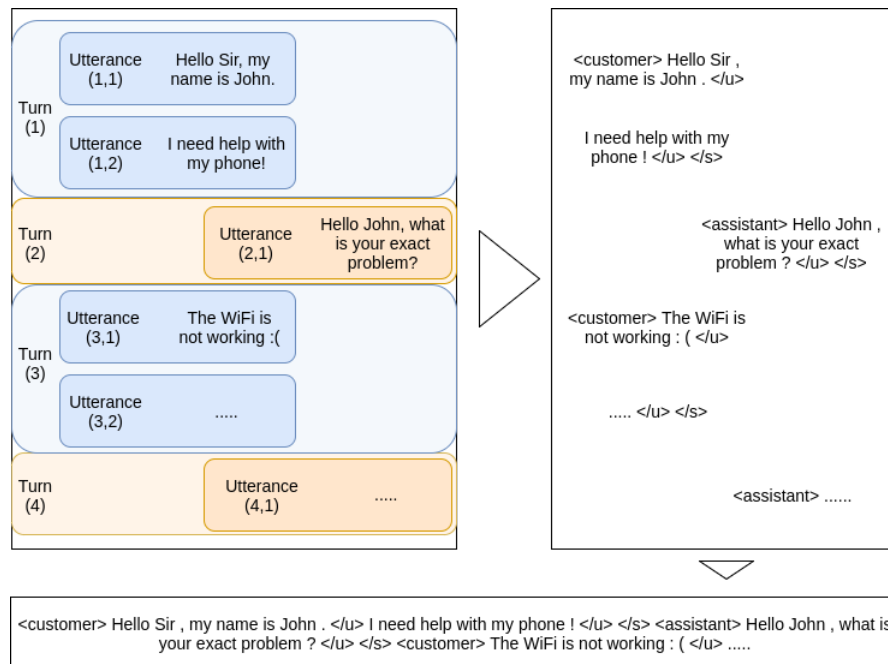 Turn
(1)
Utterance
(1,1)
Hello Sir, my
name is John.
Utterance
(1,2)
I need help with
my phone!
Turn
(2)
Utterance
(2,1)
Hello John, what
is your exact
problem?
Turn
(3)
Utterance
(3,1)
The WiFi is
not working :(
Utterance
(3,2)
.....
Turn
(4)
Utterance
(4,1)
.....
<customer> Hello Sir ,
my name is John . </u>
I need help with my
phone ! </u> </s>
<assistant> Hello John ,
what is your exact
problem ? </u> </s>
<customer> The WiFi is
not working : ( </u>
..... </u> </s>
<assistant> ......
<customer> Hello Sir , my name is John . </u> I need help with my phone ! </u> </s> <assistant> Hello John , what is
your exact problem ? </u> </s> <customer> The WiFi is not working : ( </u> .....